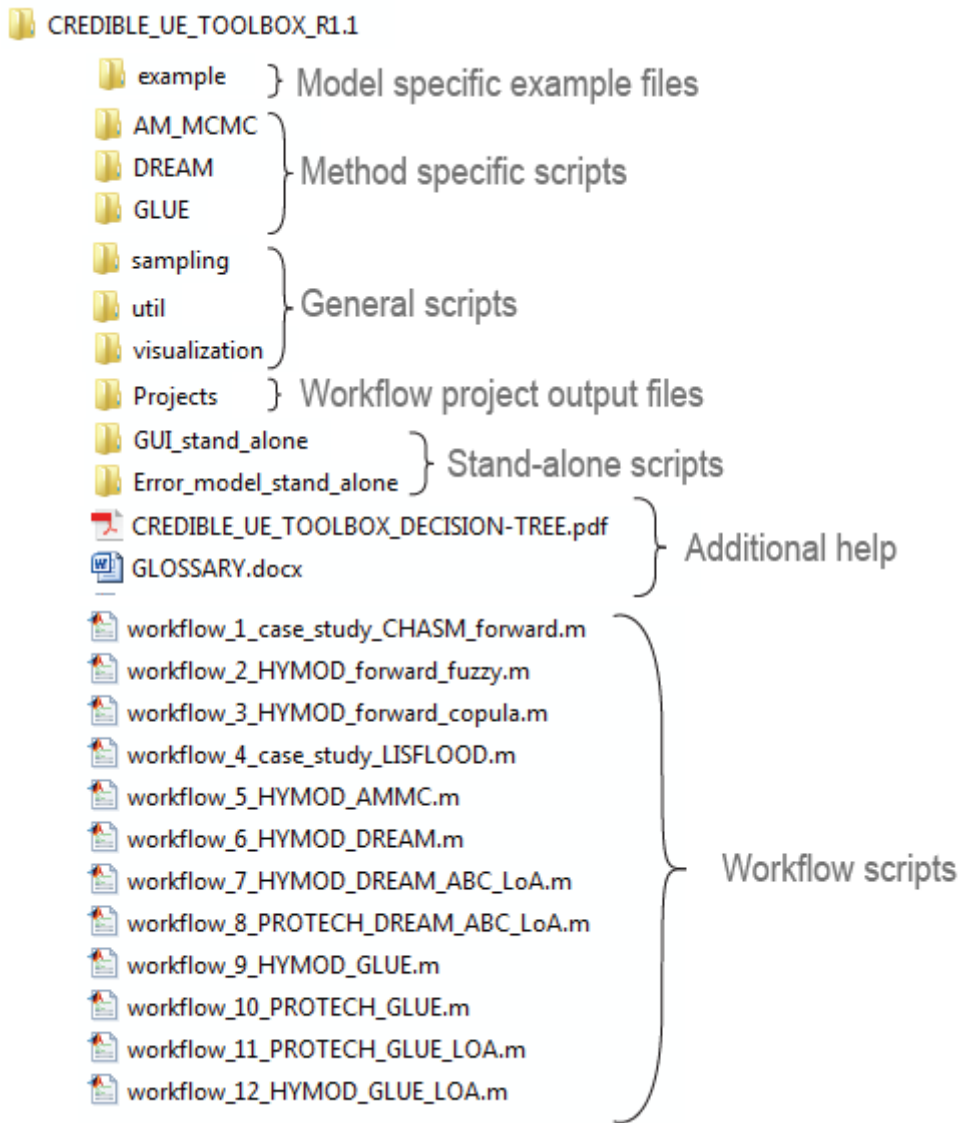 CREDIBLE_UE_TOOLBOX_R1.1
example
Model specific example files
AM_MCMC
DREAM
Method specific scripts
GLUE
sampling
util
General scripts
visualization
Projects
Workflow project output files
GUI_stand_alone
Stand-alone scripts
Error_model_stand_alone
CREDIBLE_UE_TOOLBOX_DECISION-TREE.pdf
Additional help
GLOSSARY.docx
workflow_1_case_study_CHASM_forward.m
workflow_2_HYMOD_forward_fuzzy.m
workflow_3_HYMOD_forward_copula.m
workflow_4_case_study_LISFLOOD.m
workflow_5_HYMOD_AMMC.m
workflow_6_HYMOD_DREAM.m
workflow_7_HYMOD_DREAM_ABC_LoA.m
Workflow scripts
workflow_8_PROTECH_DREAM_ABC_LoA.m
workflow_9_HYMOD_GLUE.m
workflow_10_PROTECH_GLUE.m
workflow_11_PROTECH_GLUE_LOA.m
workflow_12_HYMOD_GLUE_LOA.m